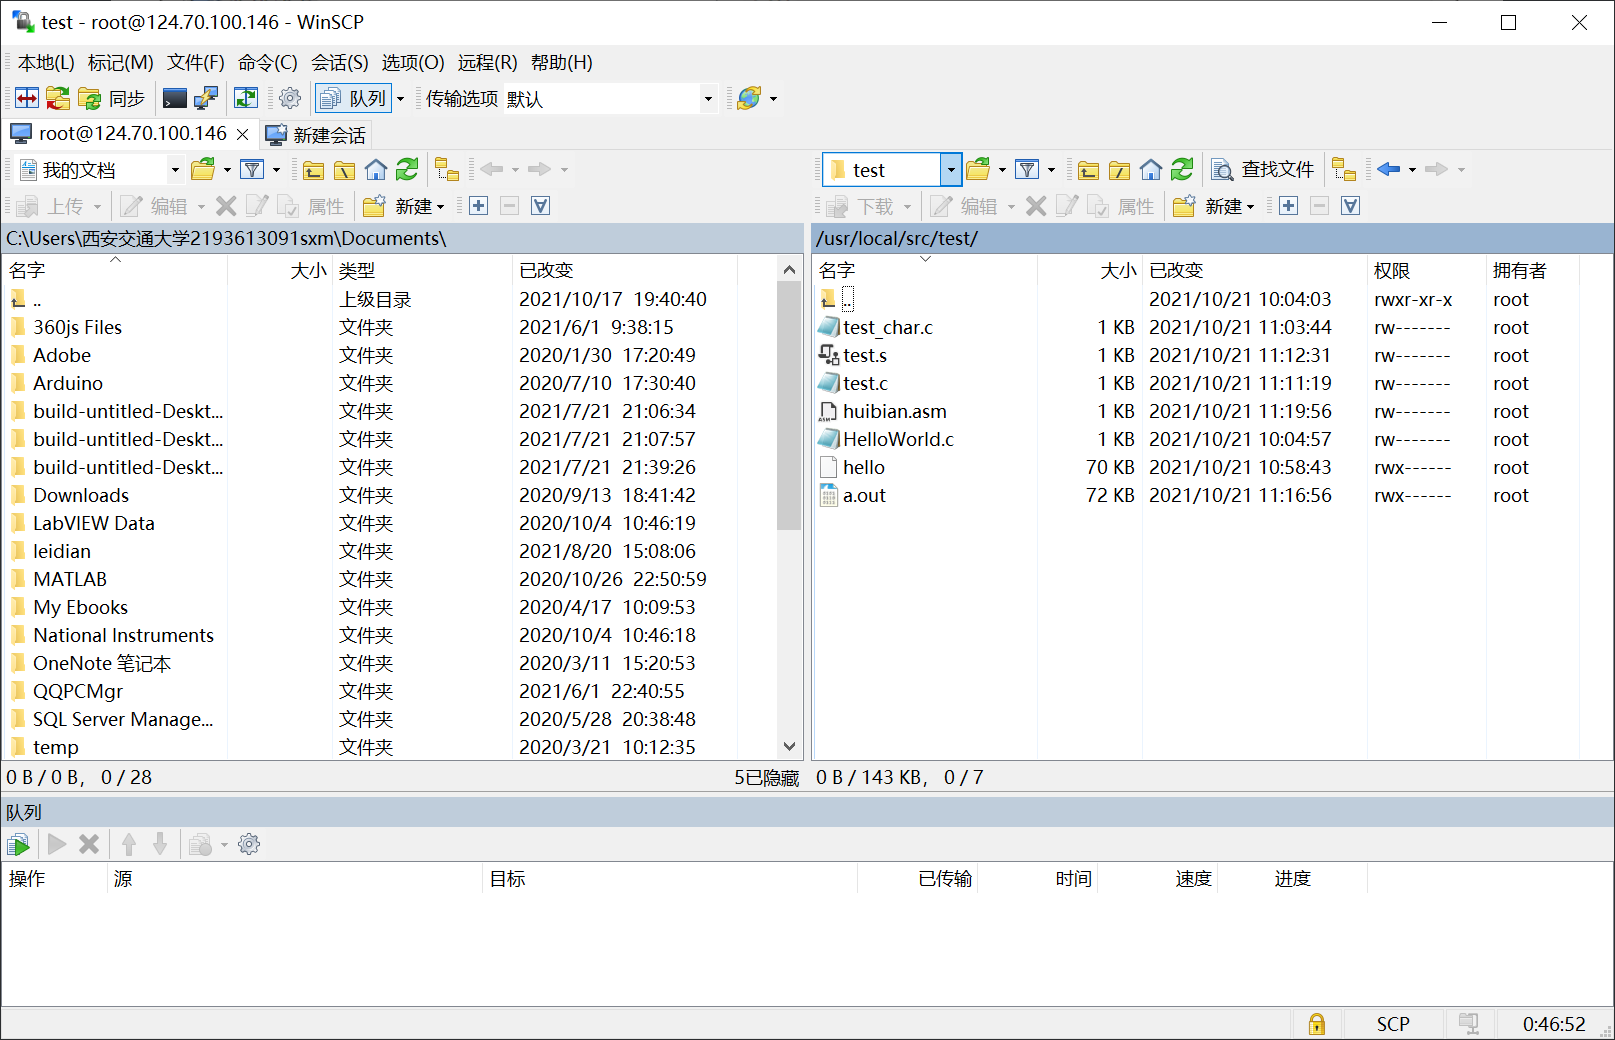 test - root@124.70.100.146 - WinSCP
本地(L) 标记(M) 文件(F) 命令(C) 会话(S) 选项(O) 远程(R) 帮助(H)
同步 队列 传输选项 默认
root@124.70.100.146 新建会话
我的文档 test 查找文件
上传 编辑 属性 新建 下载 编辑 属性 新建
C:\Users\西安交通大学2193613091sxm\Documents\
名字 大小 类型 已改变
.. 上级目录 2021/10/17 19:40:40
360js Files 文件夹 2021/6/1 9:38:15
Adobe 文件夹 2020/1/30 17:20:49
Arduino 文件夹 2020/7/10 17:30:40
build-untitled-Deskt... 文件夹 2021/7/21 21:06:34
build-untitled-Deskt... 文件夹 2021/7/21 21:07:57
build-untitled-Deskt... 文件夹 2021/7/21 21:39:26
Downloads 文件夹 2020/9/13 18:41:42
LabVIEW Data 文件夹 2020/10/4 10:46:19
leidian 文件夹 2021/8/20 15:08:06
MATLAB 文件夹 2020/10/26 22:50:59
My Ebooks 文件夹 2020/4/17 10:09:53
National Instruments 文件夹 2020/10/4 10:46:18
OneNote 笔记本 文件夹 2020/3/11 15:20:53
QQPCMgr 文件夹 2021/6/1 22:40:55
SQL Server Manage... 文件夹 2020/5/28 20:38:48
temp 文件夹 2020/3/21 10:12:35
0 B / 0 B, 0 / 28 5已隐藏
/usr/local/src/test/
名字 大小 已改变 权限 拥有者
.. 2021/10/21 10:04:03 rwxr-xr-x root
test_char.c 1 KB 2021/10/21 11:03:44 rw------- root
test.s 1 KB 2021/10/21 11:12:31 rw------- root
test.c 1 KB 2021/10/21 11:11:19 rw------- root
huibian.asm 1 KB 2021/10/21 11:19:56 rw------- root
HelloWorld.c 1 KB 2021/10/21 10:04:57 rw------- root
hello 70 KB 2021/10/21 10:58:43 rwx------ root
a.out 72 KB 2021/10/21 11:16:56 rwx------ root
0 B / 143 KB, 0 / 7
队列
操作 源 目标 已传输 时间 速度 进度
SCP 0:46:52